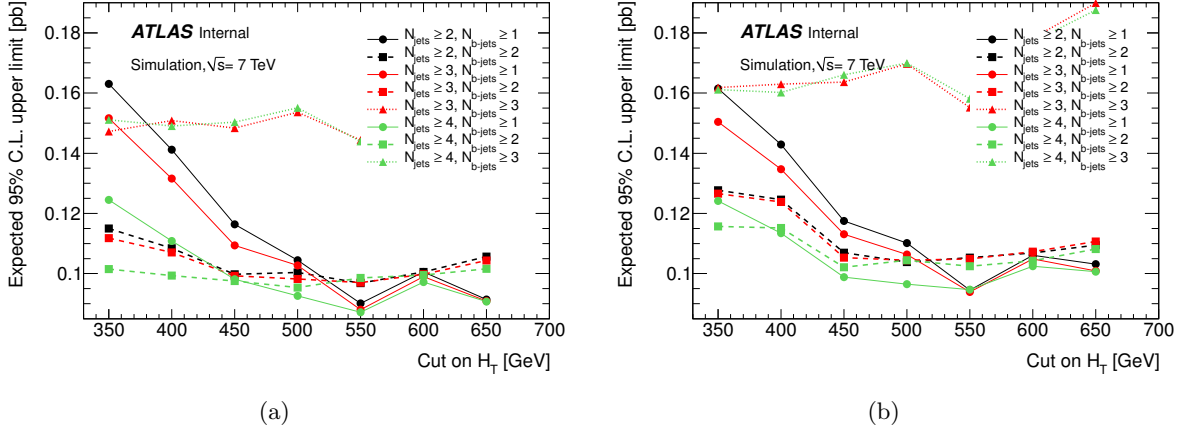 Expected 95% C.L. upper limit [pb]
0.18
0.16
0.14
0.12
0.1
ATLAS Internal
Simulation, √s= 7 TeV
N_jets ≥ 2, N_b-jets ≥ 1
N_jets ≥ 2, N_b-jets ≥ 2
N_jets ≥ 3, N_b-jets ≥ 1
N_jets ≥ 3, N_b-jets ≥ 2
N_jets ≥ 3, N_b-jets ≥ 3
N_jets ≥ 4, N_b-jets ≥ 1
N_jets ≥ 4, N_b-jets ≥ 2
N_jets ≥ 4, N_b-jets ≥ 3
350 400 450 500 550 600 650 700
Cut on H_T [GeV]
(a)
Expected 95% C.L. upper limit [pb]
0.18
0.16
0.14
0.12
0.1
ATLAS Internal
Simulation, √s= 7 TeV
N_jets ≥ 2, N_b-jets ≥ 1
N_jets ≥ 2, N_b-jets ≥ 2
N_jets ≥ 3, N_b-jets ≥ 1
N_jets ≥ 3, N_b-jets ≥ 2
N_jets ≥ 3, N_b-jets ≥ 3
N_jets ≥ 4, N_b-jets ≥ 1
N_jets ≥ 4, N_b-jets ≥ 2
N_jets ≥ 4, N_b-jets ≥ 3
350 400 450 500 550 600 650 700
Cut on H_T [GeV]
(b)